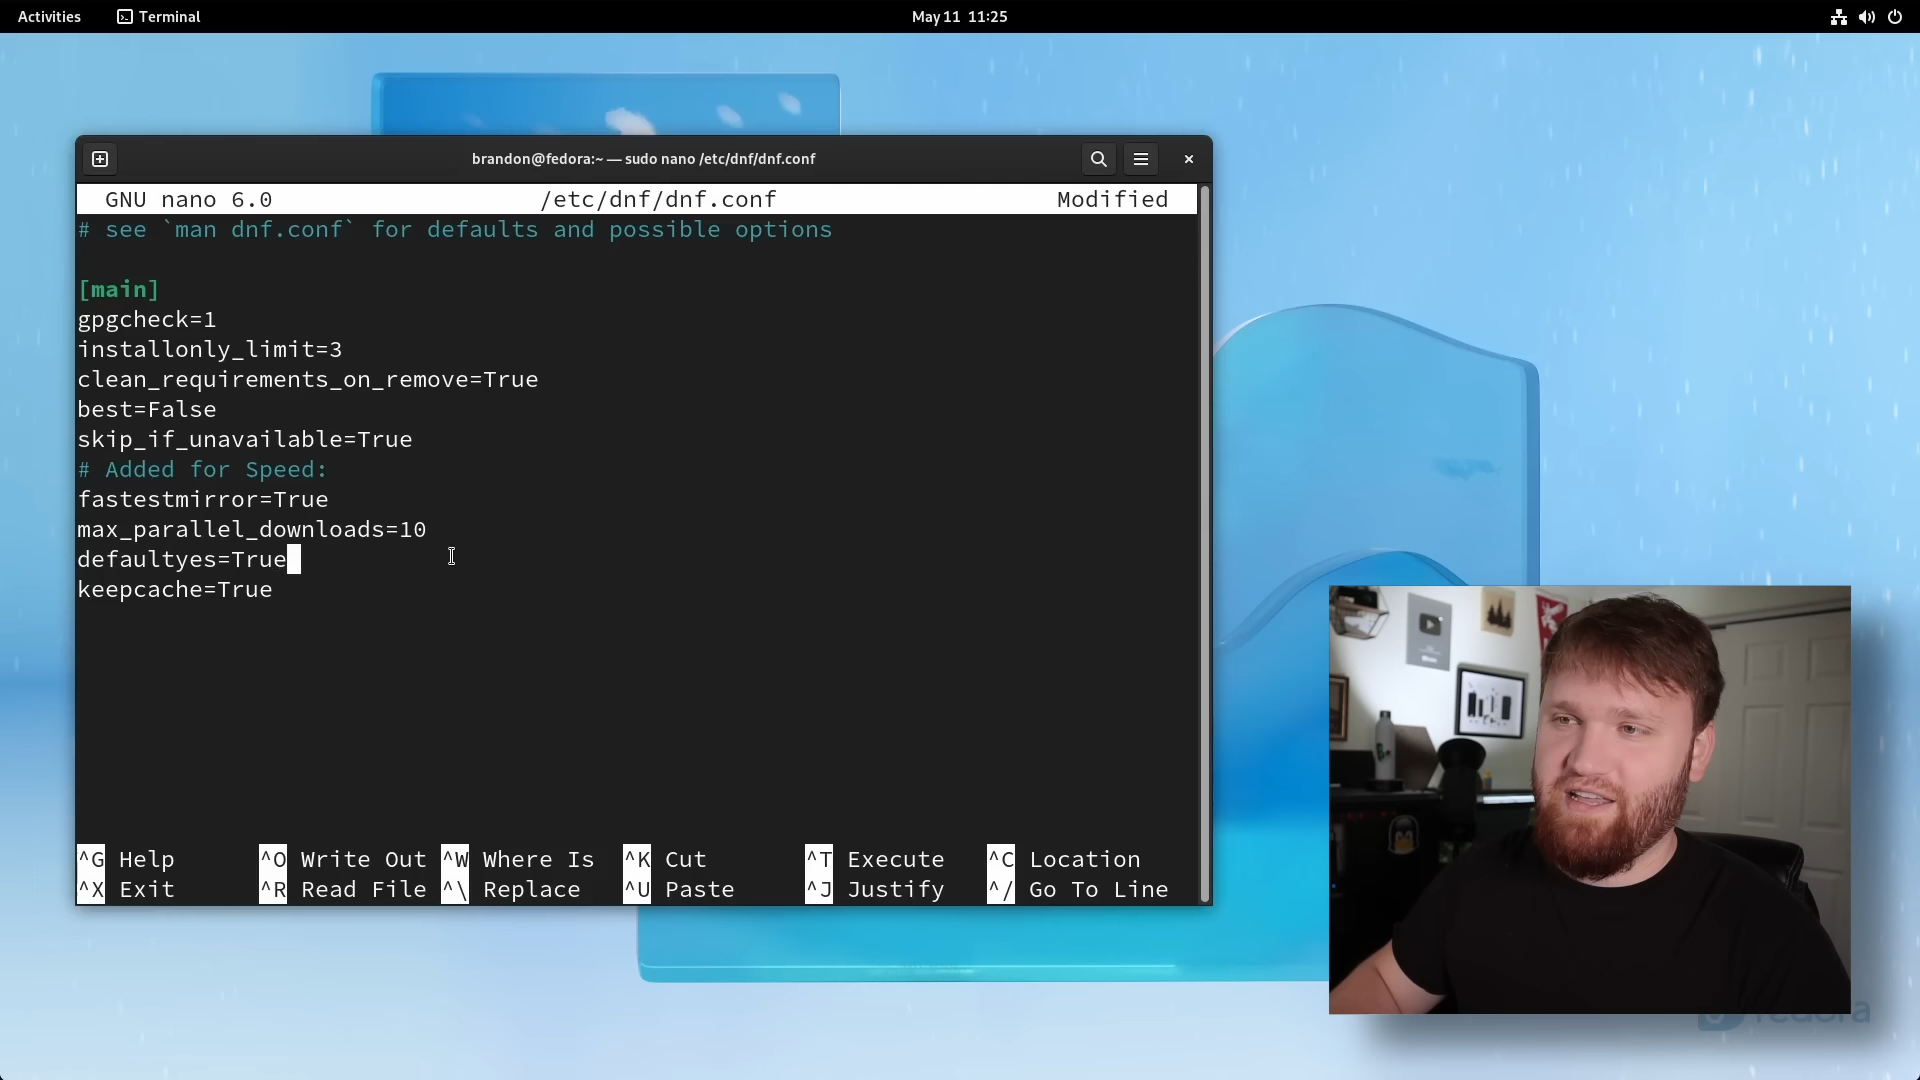 Activities
Terminal
May 11 11:25
brandon@fedora:~ — sudo nano /etc/dnf/dnf.conf
GNU nano 6.0 /etc/dnf/dnf.conf Modified
# see `man dnf.conf` for defaults and possible options
[main]
gpgcheck=1
installonly_limit=3
clean_requirements_on_remove=True
best=False
skip_if_unavailable=True
# Added for Speed:
fastestmirror=True
max_parallel_downloads=10
defaultyes=True
keepcache=True
^G Help ^O Write Out ^W Where Is ^K Cut ^T Execute ^C Location
^X Exit ^R Read File ^\ Replace ^U Paste ^J Justify ^/ Go To Line
fedora